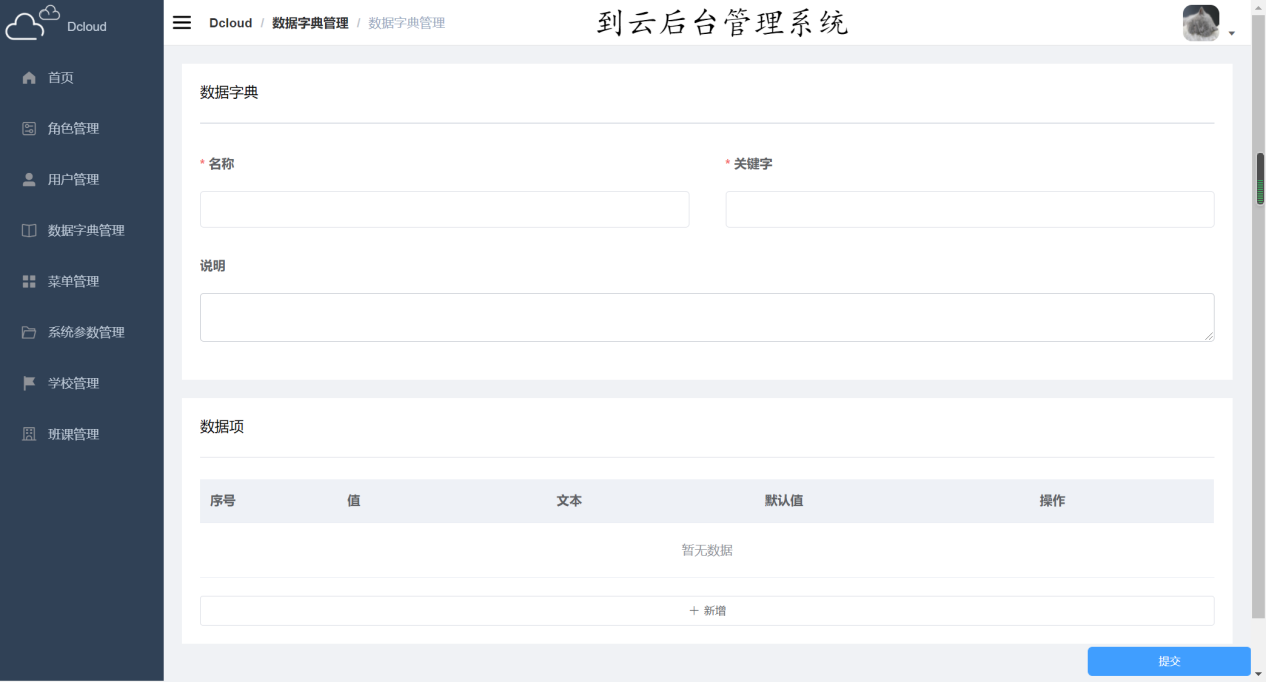 Dcloud
首页
角色管理
用户管理
数据字典管理
菜单管理
系统参数管理
学校管理
班课管理
Dcloud / 数据字典管理 / 数据字典管理
到云后台管理系统
数据字典
* 名称
* 关键字
说明
数据项
序号 值 文本 默认值 操作
暂无数据
+ 新增
提交